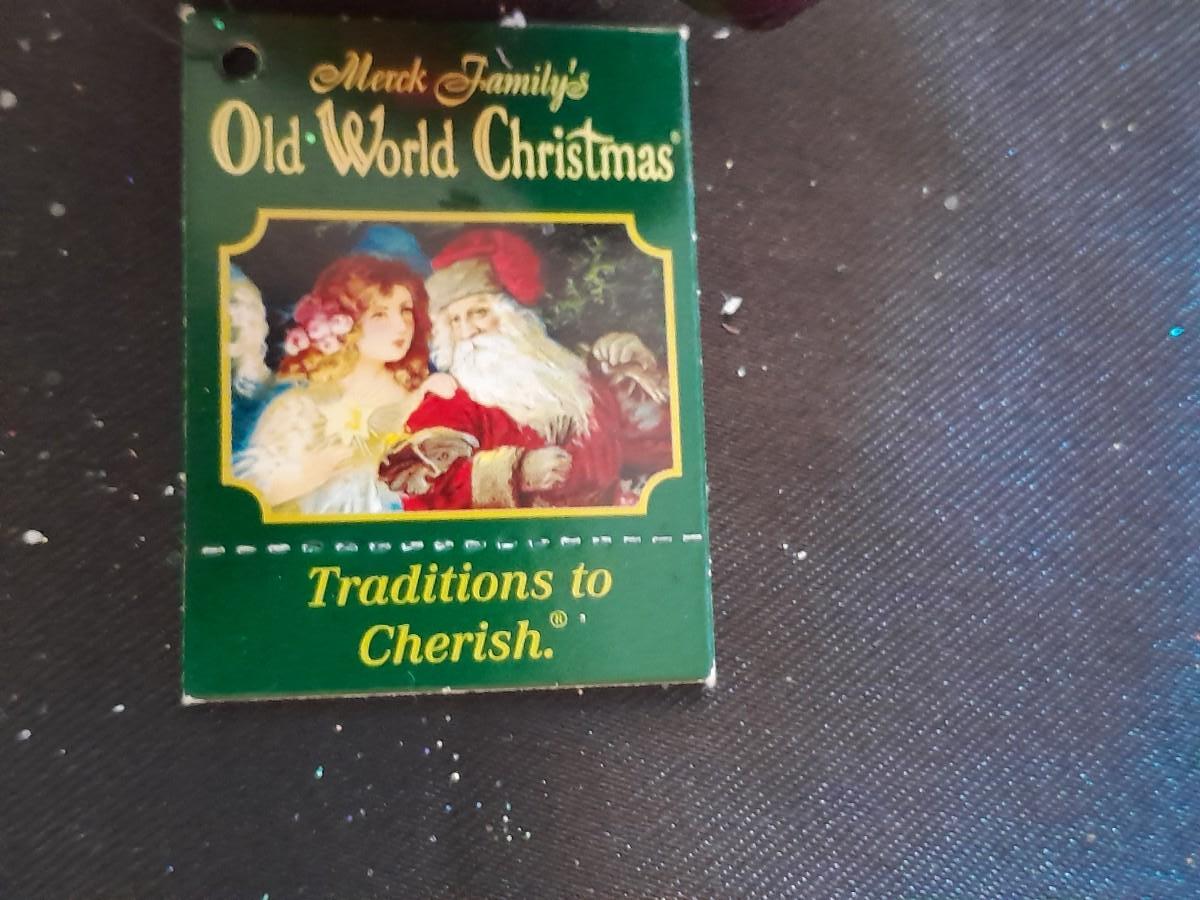 Merck Family's
Old World Christmas®
Traditions to
Cherish.®